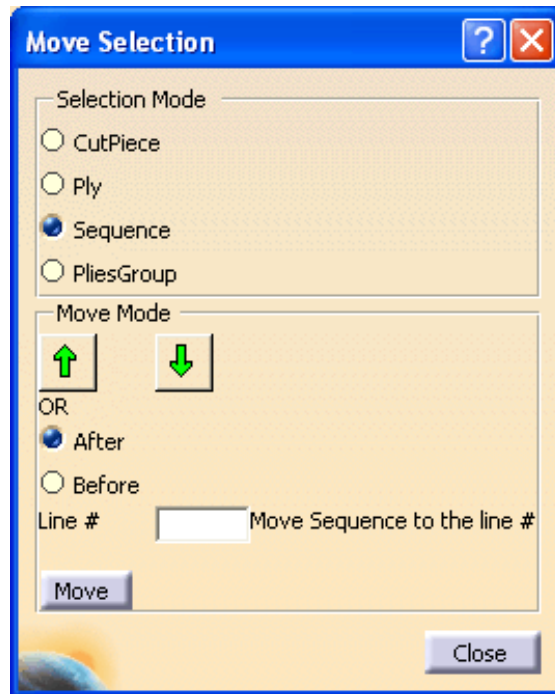 Move Selection
Selection Mode
CutPiece
Ply
Sequence
PliesGroup
Move Mode
OR
After
Before
Line # Move Sequence to the line #
Move
Close